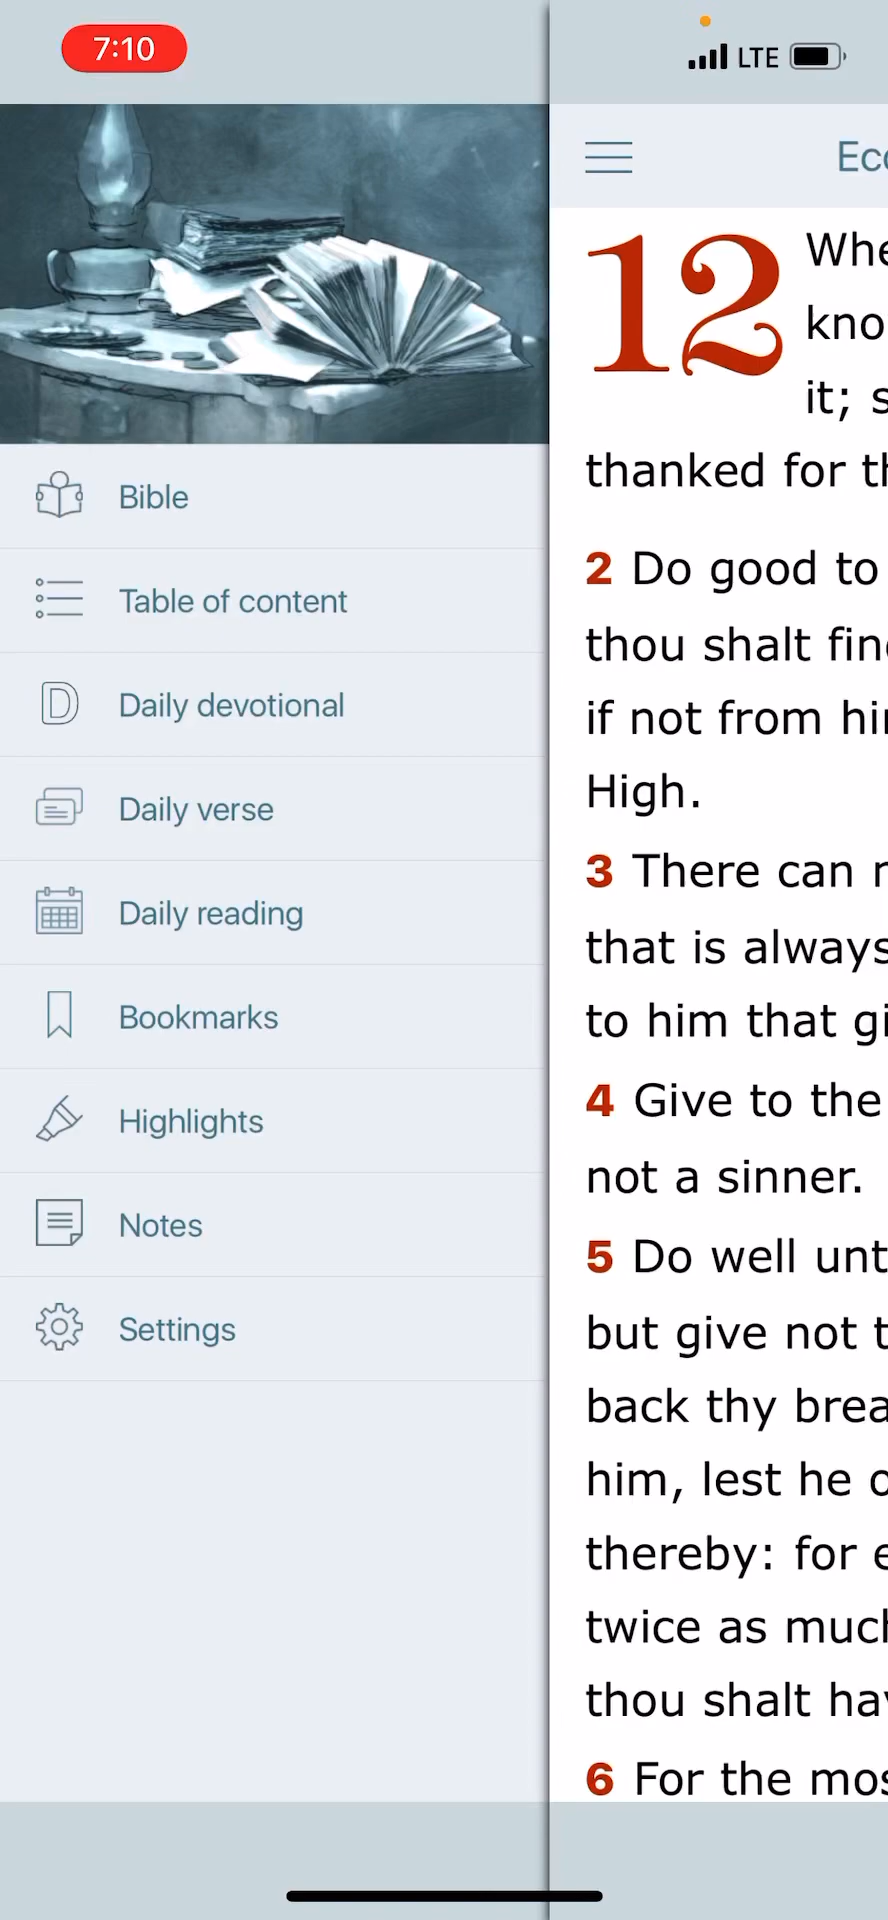 7:10
LTE
Bible
Table of content
Daily devotional
Daily verse
Daily reading
Bookmarks
Highlights
Notes
Settings
12
it;
thanked for
2 Do good to
thou shalt
if not from
High.
3 There can
that is always
to him that
4 Give to the
not a sinner.
5 Do well
but give not
back thy
him, lest he
thereby: for
twice as
thou shalt
6 For the